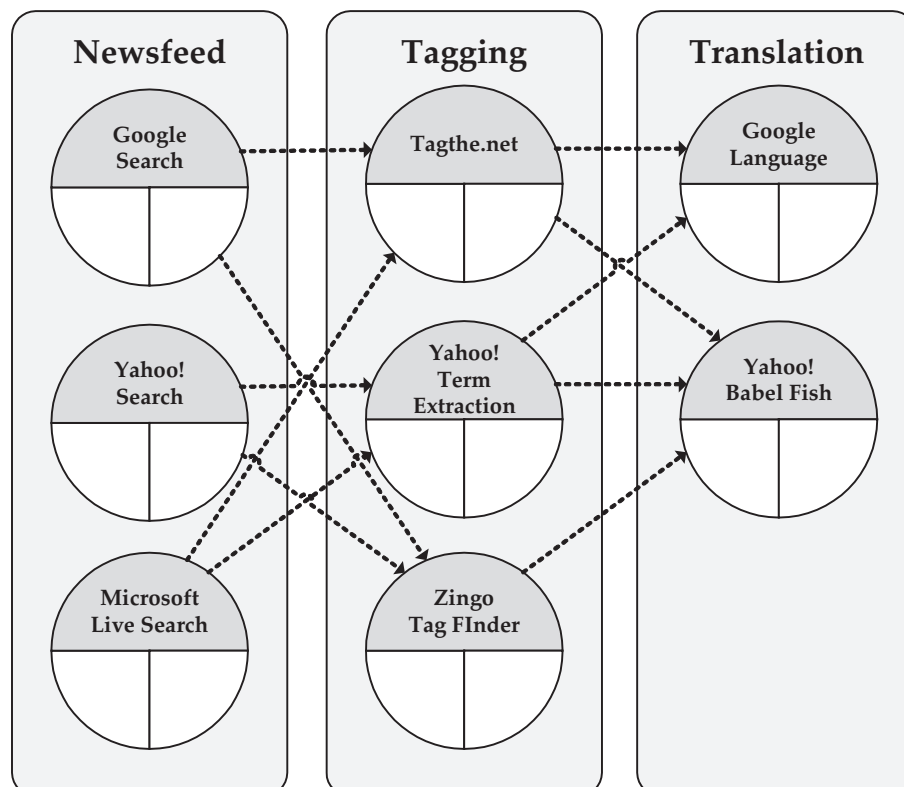 Newsfeed
Google
Search
Yahoo!
Search
Microsoft
Live Search
Tagging
Tagthe.net
Yahoo!
Term
Extraction
Zingo
Tag FInder
Translation
Google
Language
Yahoo!
Babel Fish